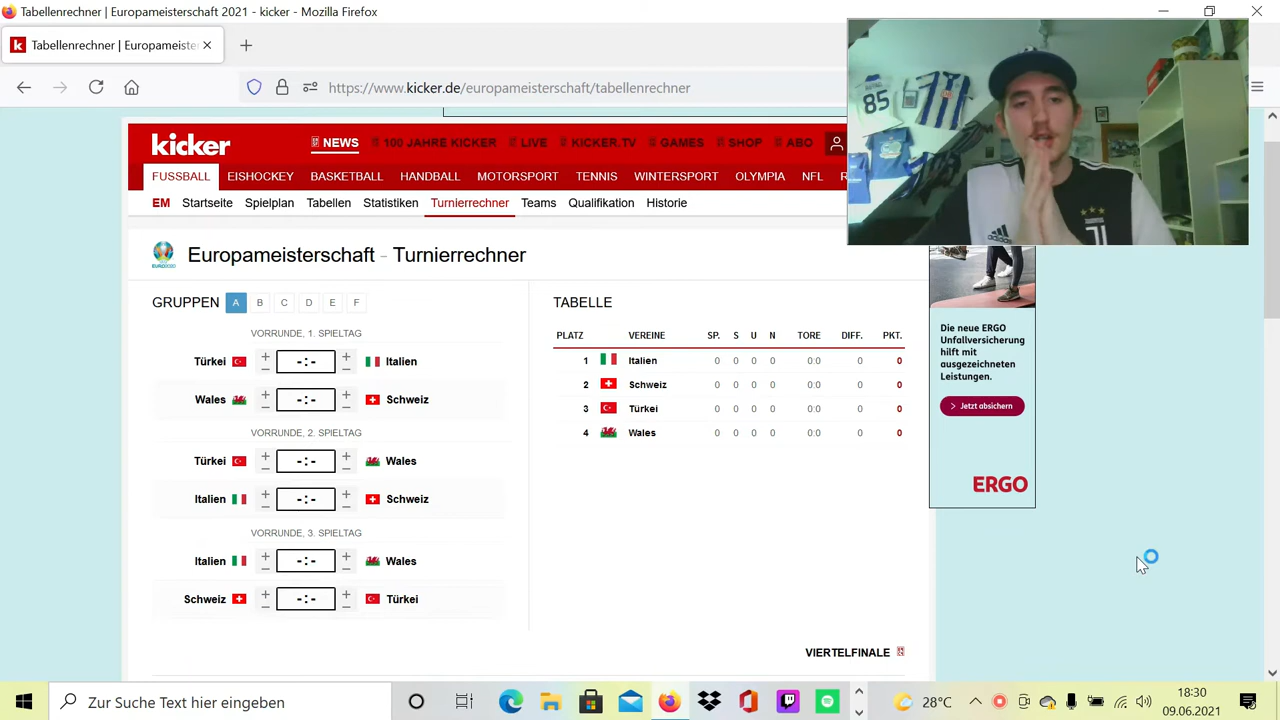 Tabellenrechner | Europameisterschaft 2021 - kicker - Mozilla Firefox
Tabellenrechner | Europameister
https://www.kicker.de/europameisterschaft/tabellenrechner
85
kicker
NEWS 100 JAHRE KICKER LIVE KICKER.TV GAMES SHOP ABO
FUSSBALL EISHOCKEY BASKETBALL HANDBALL MOTORSPORT TENNIS WINTERSPORT OLYMPIA NFL
EM Startseite Spielplan Tabellen Statistiken Turnierrechner Teams Qualifikation Historie
adidas
Europameisterschaft - Turnierrechner
GRUPPEN A B C D E F
VORRUNDE, 1. SPIELTAG
Türkei + - -:- + - Italien
Wales + - -:- + - Schweiz
VORRUNDE, 2. SPIELTAG
Türkei + - -:- + - Wales
Italien + - -:- + - Schweiz
VORRUNDE, 3. SPIELTAG
Italien + - -:- + - Wales
Schweiz + - -:- + - Türkei
TABELLE
PLATZ VEREINE SP. S U N TORE DIFF. PKT.
1 Italien 0 0 0 0 0:0 0 0
2 Schweiz 0 0 0 0 0:0 0 0
3 Türkei 0 0 0 0 0:0 0 0
4 Wales 0 0 0 0 0:0 0 0
VIERTELFINALE
Die neue ERGO
Unfallversicherung
hilft mit
ausgezeichneten
Leistungen.
> Jetzt absichern
ERGO
Zur Suche Text hier eingeben
28°C
18:30
09.06.2021